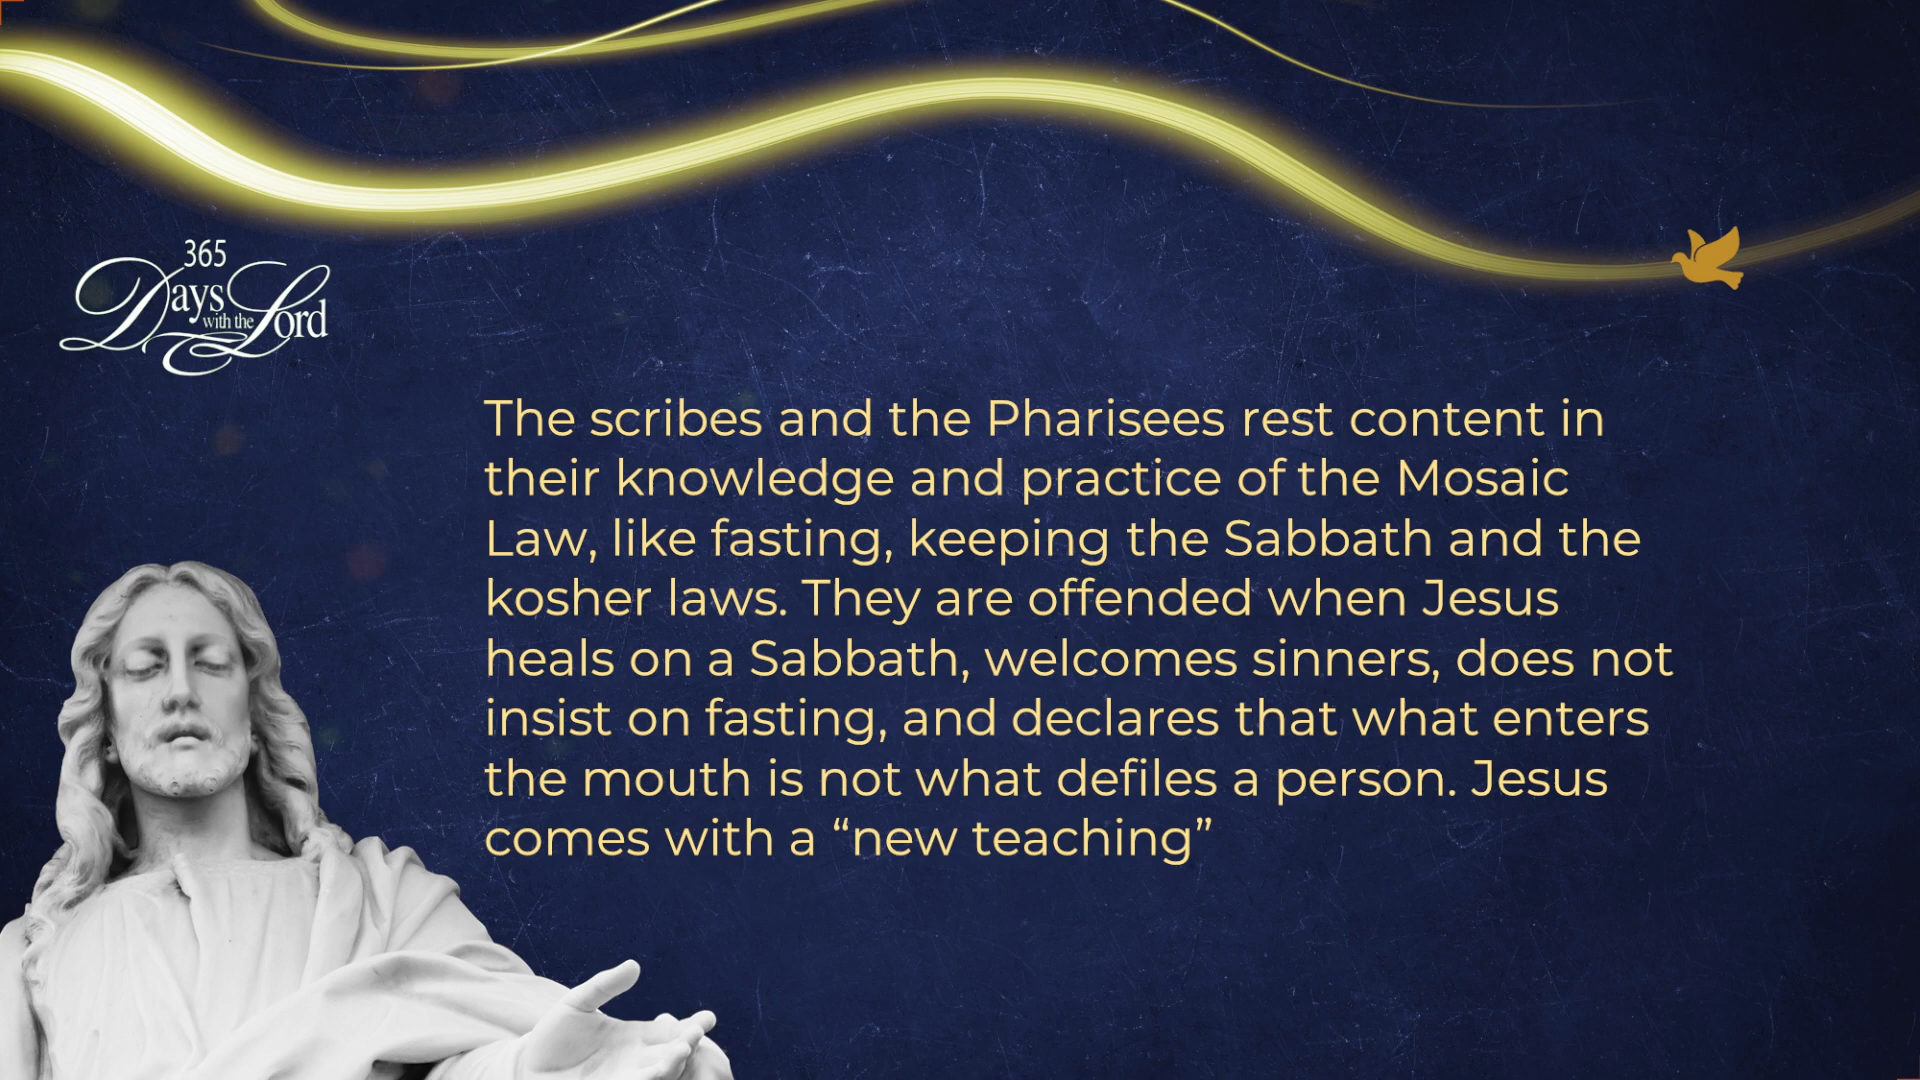 365
Days
with the
Lord
The scribes and the Pharisees rest content in
their knowledge and practice of the Mosaic
Law, like fasting, keeping the Sabbath and the
kosher laws. They are offended when Jesus
heals on a Sabbath, welcomes sinners, does not
insist on fasting, and declares that what enters
the mouth is not what defiles a person. Jesus
comes with a “new teaching”